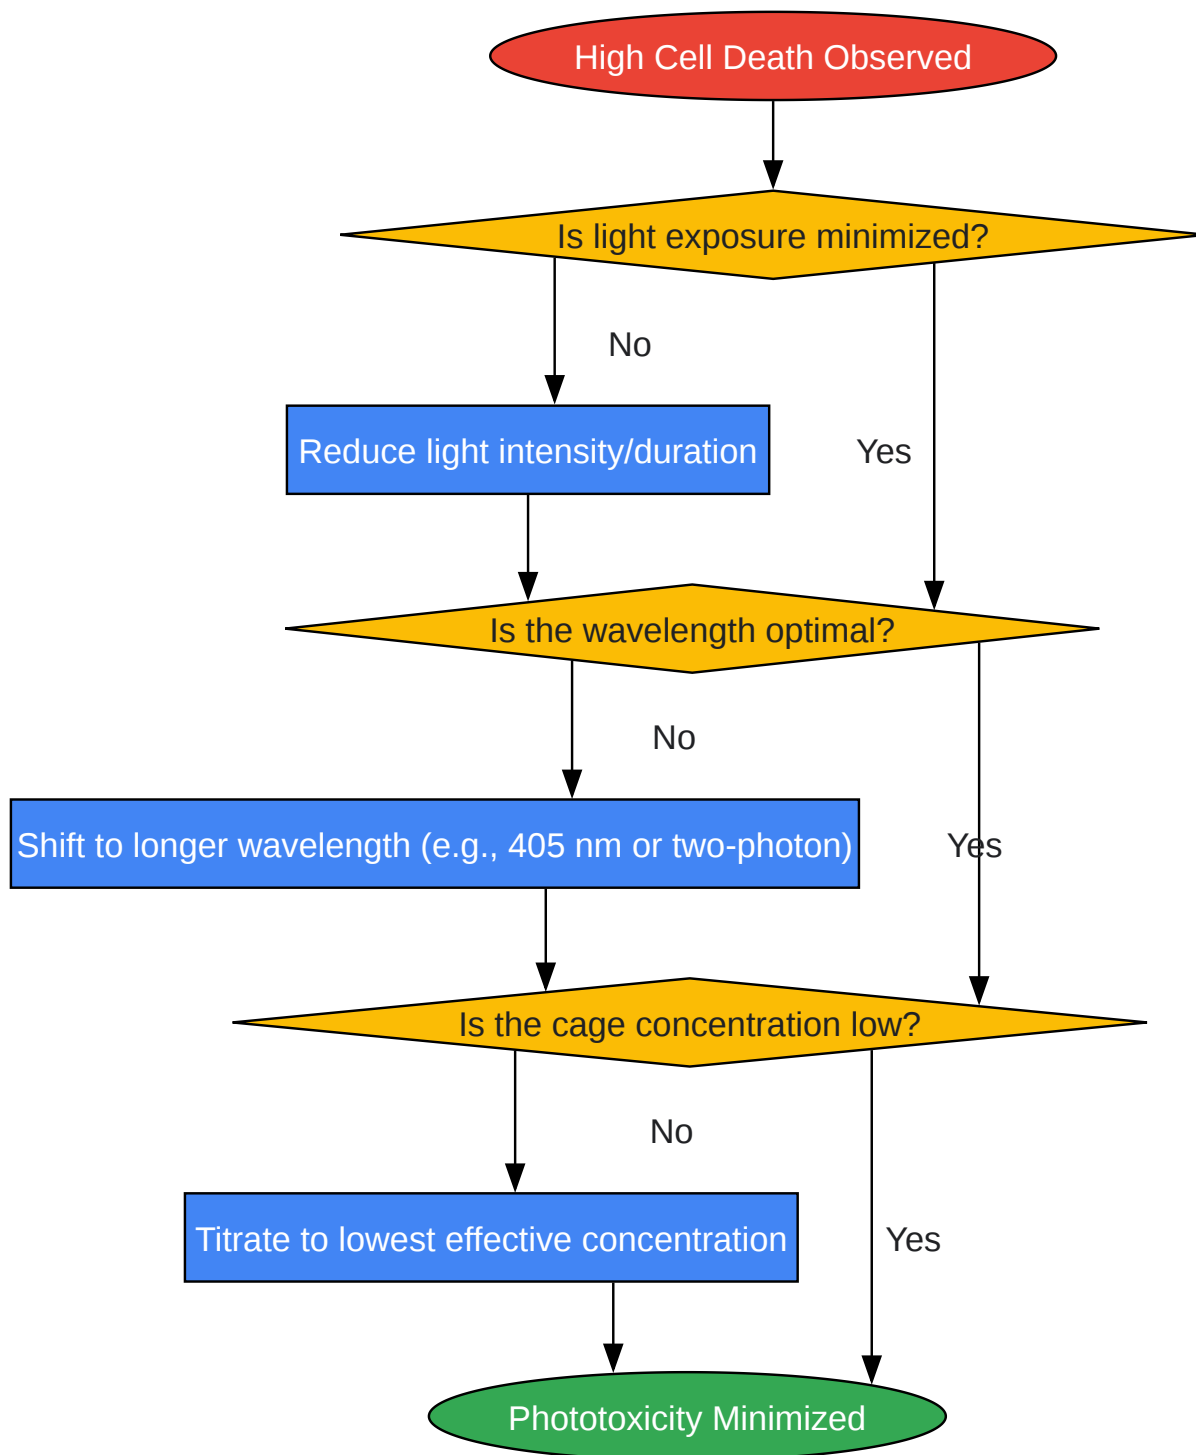 High Cell Death Observed
Is light exposure minimized?
No
Reduce light intensity/duration
Yes
Is the wavelength optimal?
No
Shift to longer wavelength (e.g., 405 nm or two-photon)
Yes
Is the cage concentration low?
No
Titrate to lowest effective concentration
Yes
Phototoxicity Minimized